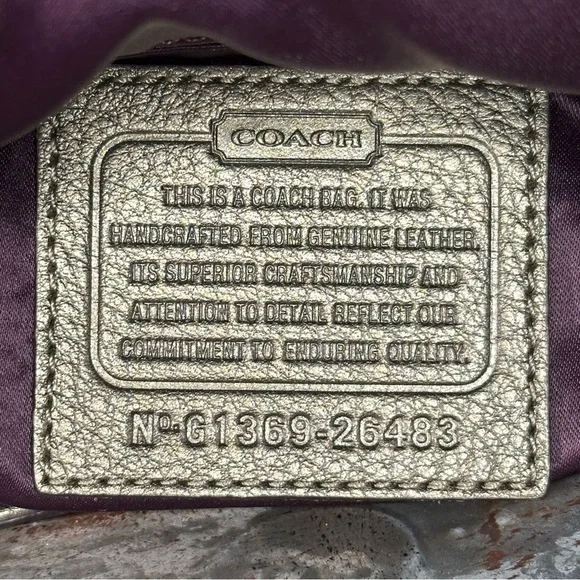 COACH
THIS IS A COACH BAG. IT WAS
HANDCRAFTED FROM GENUINE LEATHER.
ITS SUPERIOR CRAFTSMANSHIP AND
ATTENTION TO DETAIL REFLECT OUR
COMMITMENT TO ENDURING QUALITY.
Nº-G1369-26483